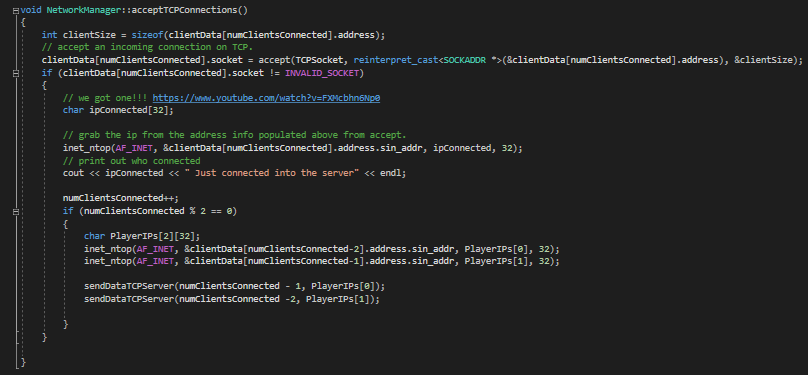 void NetworkManager::acceptTCPConnections()
{
    int clientSize = sizeof(clientData[numClientsConnected].address);
    // accept an incoming connection on TCP.
    clientData[numClientsConnected].socket = accept(TCPSocket, reinterpret_cast<SOCKADDR *>(&clientData[numClientsConnected].address), &clientSize);
    if (clientData[numClientsConnected].socket != INVALID_SOCKET)
    {
        // we got one!!! https://www.youtube.com/watch?v=FXMcbhn6Np0
        char ipConnected[32];

        // grab the ip from the address info populated above from accept.
        inet_ntop(AF_INET, &clientData[numClientsConnected].address.sin_addr, ipConnected, 32);
        // print out who connected
        cout << ipConnected << " Just connected into the server" << endl;

        numClientsConnected++;
        if (numClientsConnected % 2 == 0)
        {
            char PlayerIPs[2][32];
            inet_ntop(AF_INET, &clientData[numClientsConnected-2].address.sin_addr, PlayerIPs[0], 32);
            inet_ntop(AF_INET, &clientData[numClientsConnected-1].address.sin_addr, PlayerIPs[1], 32);

            sendDataTCPServer(numClientsConnected - 1, PlayerIPs[0]);
            sendDataTCPServer(numClientsConnected -2, PlayerIPs[1]);

        }
    }

}